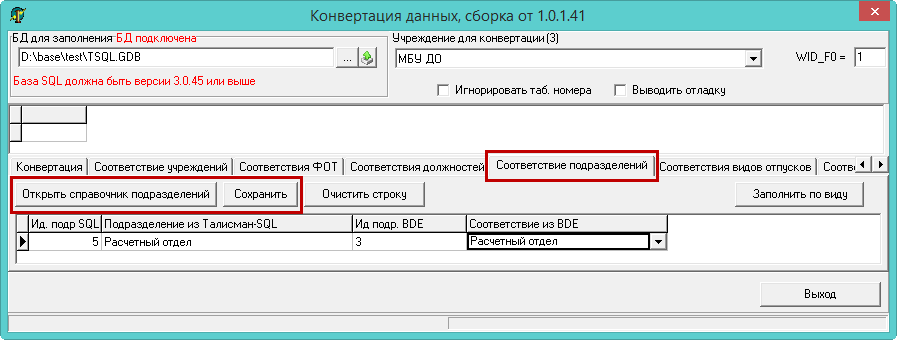 Конвертация данных, сборка от 1.0.1.41
БД для заполнения БД подключена
D:\base\test\TSQL.GDB
...
База SQL должна быть версии 3.0.45 или выше
Учреждение для конвертации (3)
МБУ ДО
WID_F0 = 1
Игнорировать таб. номера
Выводить отладку
Конвертация
Соответствие учреждений
Соответствия ФОТ
Соответствия должностей
Соответствие подразделений
Соответствия видов отпусков
Соотве
Открыть справочник подразделений
Сохранить
Очистить строку
Заполнить по виду
Ид. подр SQL
Подразделение из Талисман-SQL
Ид подр. BDE
Соответствие из BDE
5
Расчетный отдел
3
Расчетный отдел
Выход